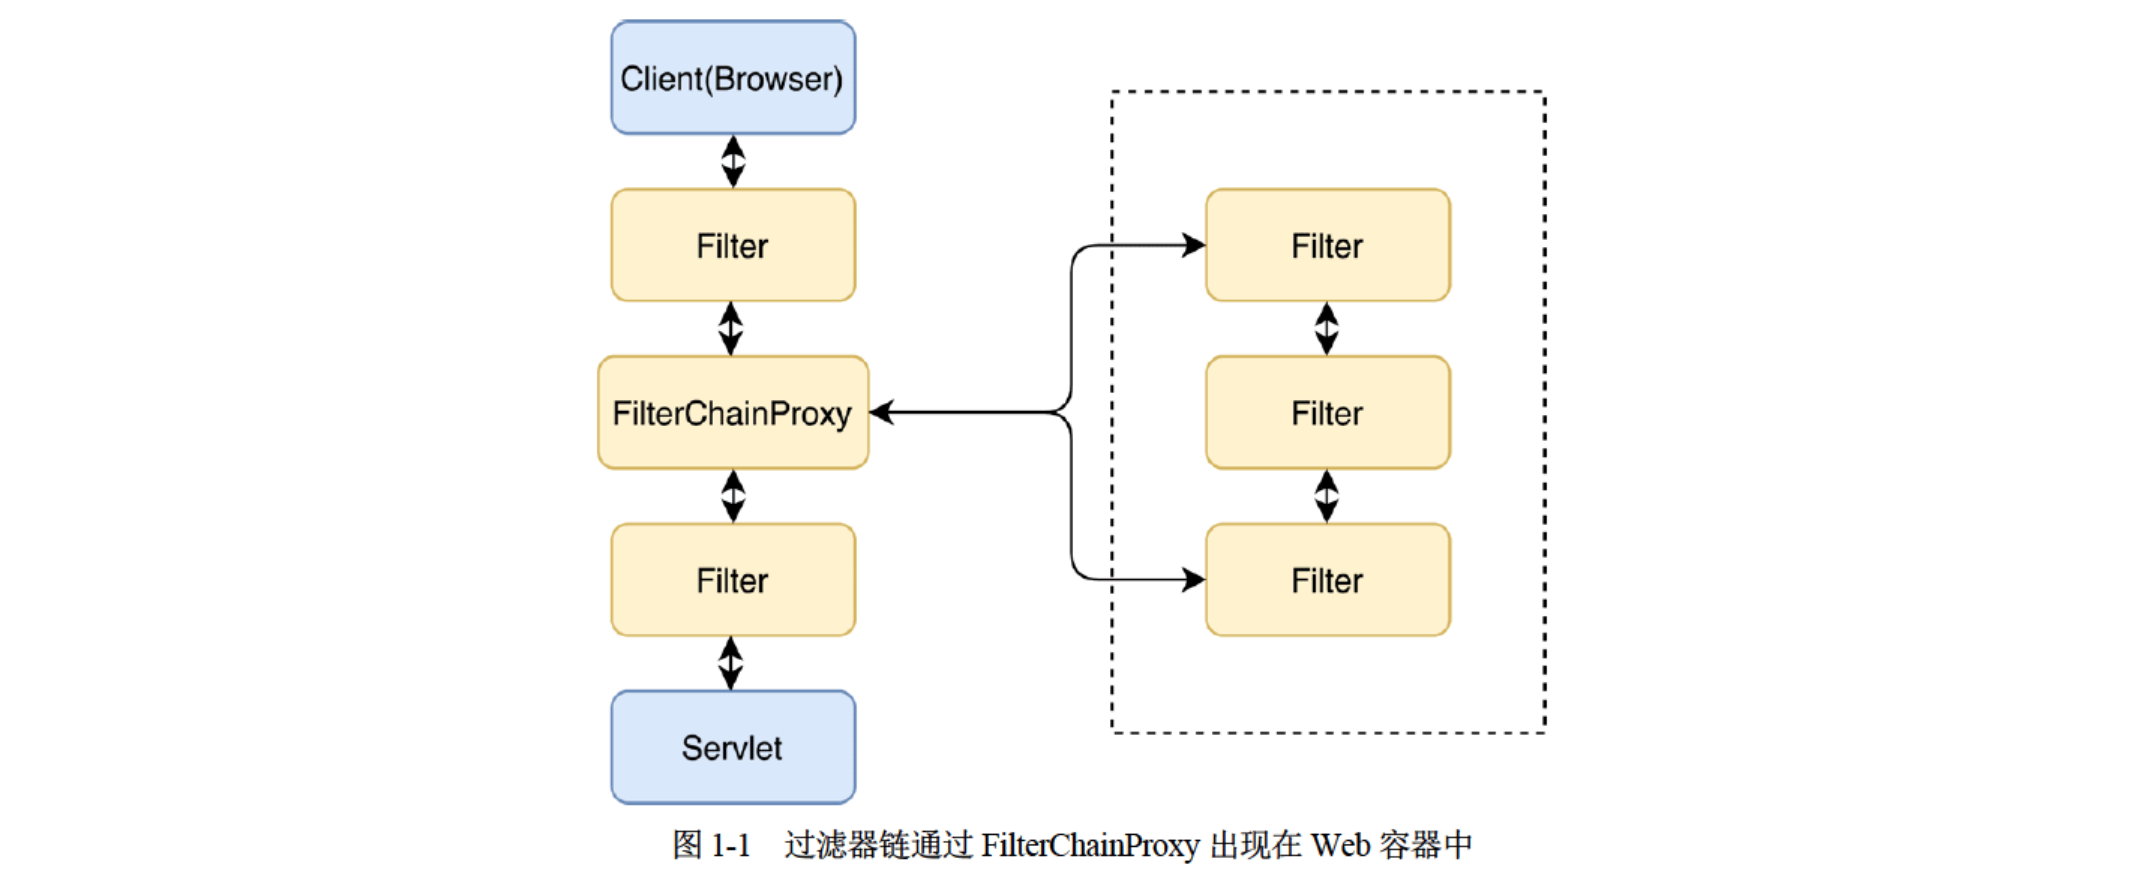 Client(Browser)
Filter
FilterChainProxy
Filter
Servlet
Filter
Filter
Filter
图 1-1 过滤器链通过 FilterChainProxy 出现在 Web 容器中